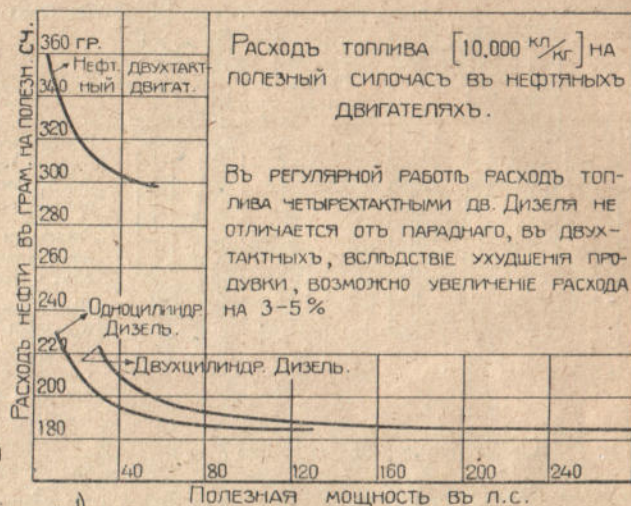 РАСХОДЪ ТОПЛИВА [10.000 КЛ/КГ] НА
ПОЛЕЗНЫЙ СИЛОЧАСЪ ВЪ НЕФТЯНЫХЪ
ДВИГАТЕЛЯХЪ.
ВЪ РЕГУЛЯРНОЙ РАБОТѢ РАСХОДЪ ТОП-
ЛИВА ЧЕТЫРЕХТАКТНЫМИ ДВ. ДИЗЕЛЯ НЕ
ОТЛИЧАЕТСЯ ОТЪ ПАРАДНАГО, ВЪ ДВУХ-
ТАКТНЫХЪ, ВСЛѢДСТВІЕ УХУДШЕНІЯ ПРО-
ДУВКИ, ВОЗМОЖНО УВЕЛИЧЕНІЕ РАСХОДА
НА 3-5%
РАСХОДЪ НЕФТИ ВЪ ГРАМ. НА ПОЛЕЗН. СЧ.
360 ГР.
НЕФТ. ДВУХТАКТ.
НЫЙ ДВИГАТ.
340
320
300
280
260
240
ОДНОЦИЛИНДР.
ДИЗЕЛЬ.
220
ДВУХЦИЛИНДР. ДИЗЕЛЬ.
200
180
40 80 120 160 200 240
ПОЛЕЗНАЯ МОЩНОСТЬ ВЪ Л.С.